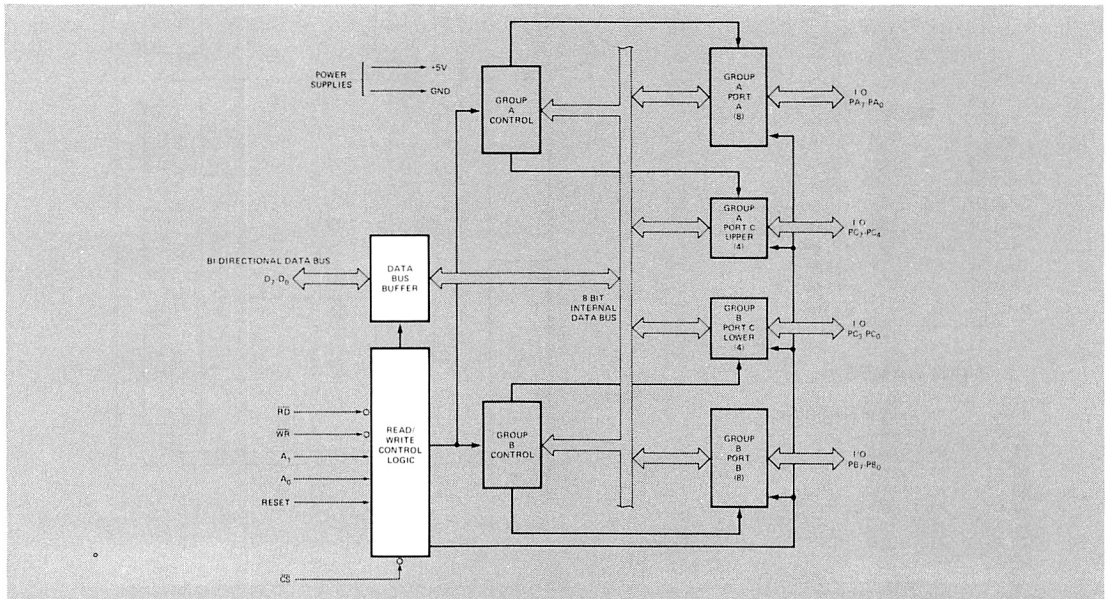 POWER
SUPPLIES
+5V
GND
GROUP
A
CONTROL
GROUP
A
PORT
A
(8)
I O
PA7-PA0
GROUP
A
PORT C
UPPER
(4)
I O
PC7-PC4
BI DIRECTIONAL DATA BUS
D7-D0
DATA
BUS
BUFFER
8 BIT
INTERNAL
DATA BUS
GROUP
B
PORT C
LOWER
(4)
I O
PC3-PC0
RD
WR
A1
A0
RESET
READ/
WRITE
CONTROL
LOGIC
GROUP
B
CONTROL
GROUP
B
PORT
B
(8)
I/O
PB7-PB0
CS